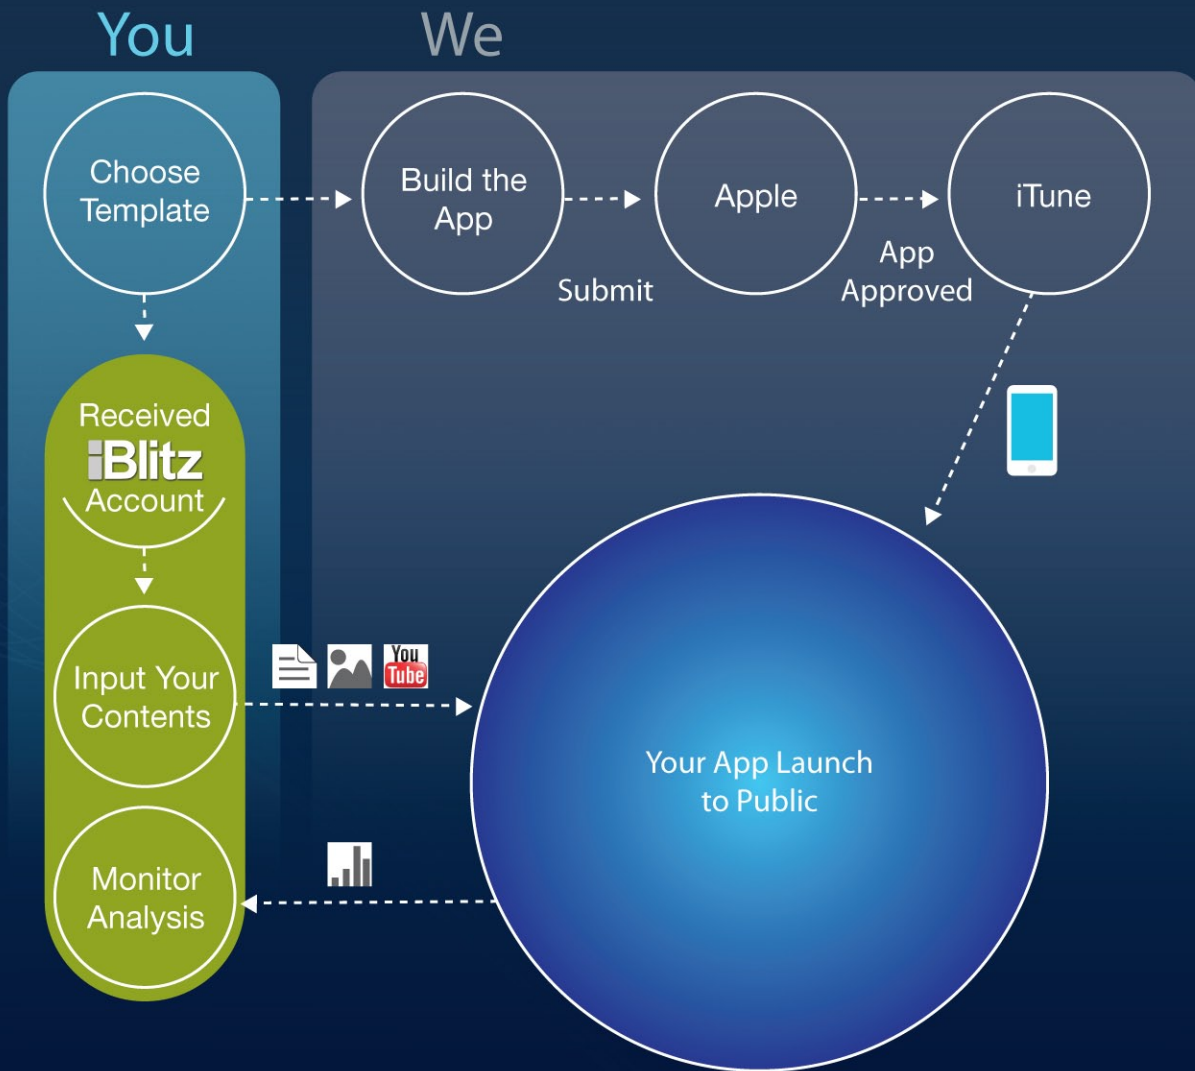 You
We
Choose
Template
Build the
App
Submit
Apple
App
Approved
iTune
Received
iBlitz
Account
Input Your
Contents
You
Tube
Your App Launch
to Public
Monitor
Analysis